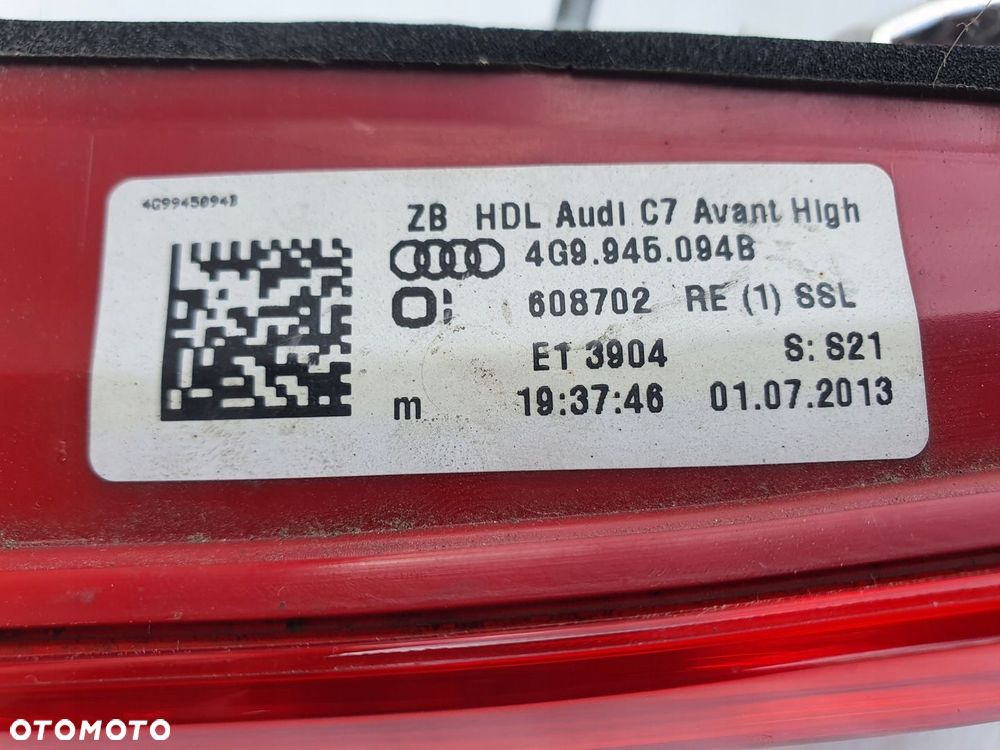 4G9945094B
ZB HDL Audi C7 Avant High
4G9.945.094B
608702 RE (1) SSL
ET 3904 S: S21
m 19:37:46 01.07.2013
OTOMOTO